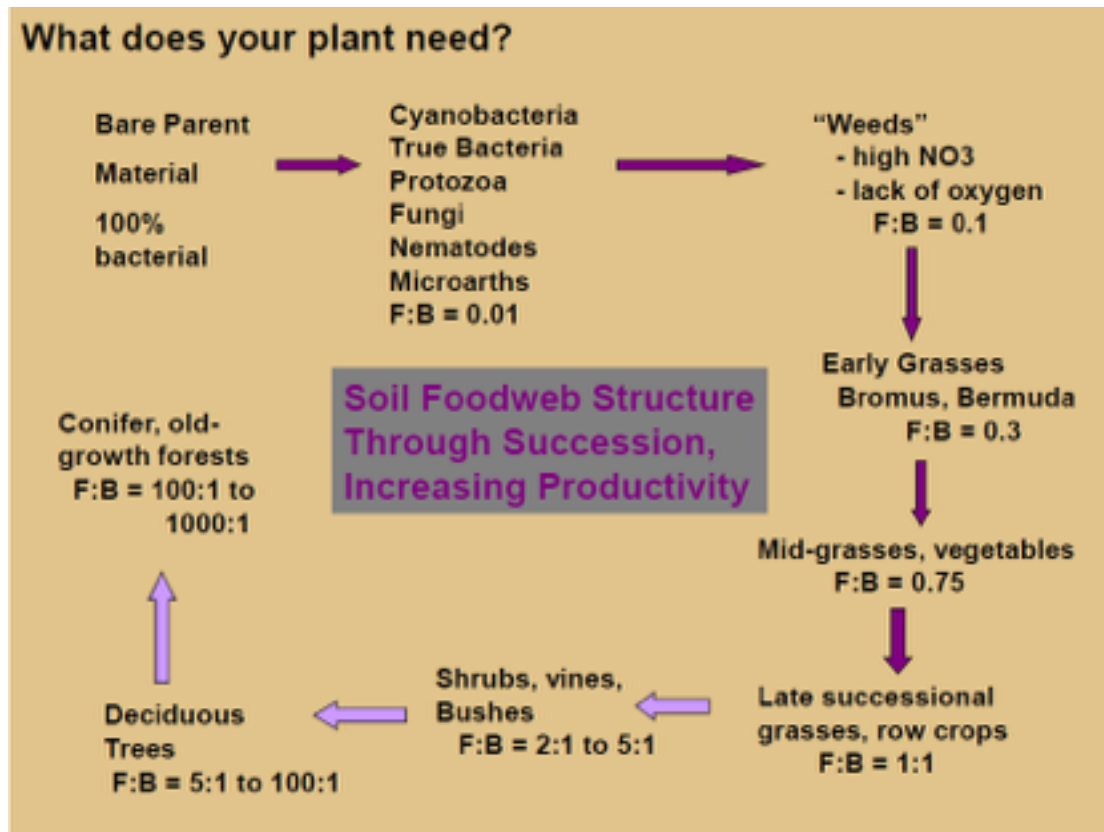 What does your plant need?
Bare Parent
Material
100%
bacterial
Cyanobacteria
True Bacteria
Protozoa
Fungi
Nematodes
Microarths
F:B = 0.01
“Weeds”
- high NO3
- lack of oxygen
F:B = 0.1
Early Grasses
Bromus, Bermuda
F:B = 0.3
Mid-grasses, vegetables
F:B = 0.75
Late successional
grasses, row crops
F:B = 1:1
Shrubs, vines,
Bushes
F:B = 2:1 to 5:1
Deciduous
Trees
F:B = 5:1 to 100:1
Conifer, old-
growth forests
F:B = 100:1 to
1000:1
Soil Foodweb Structure
Through Succession,
Increasing Productivity